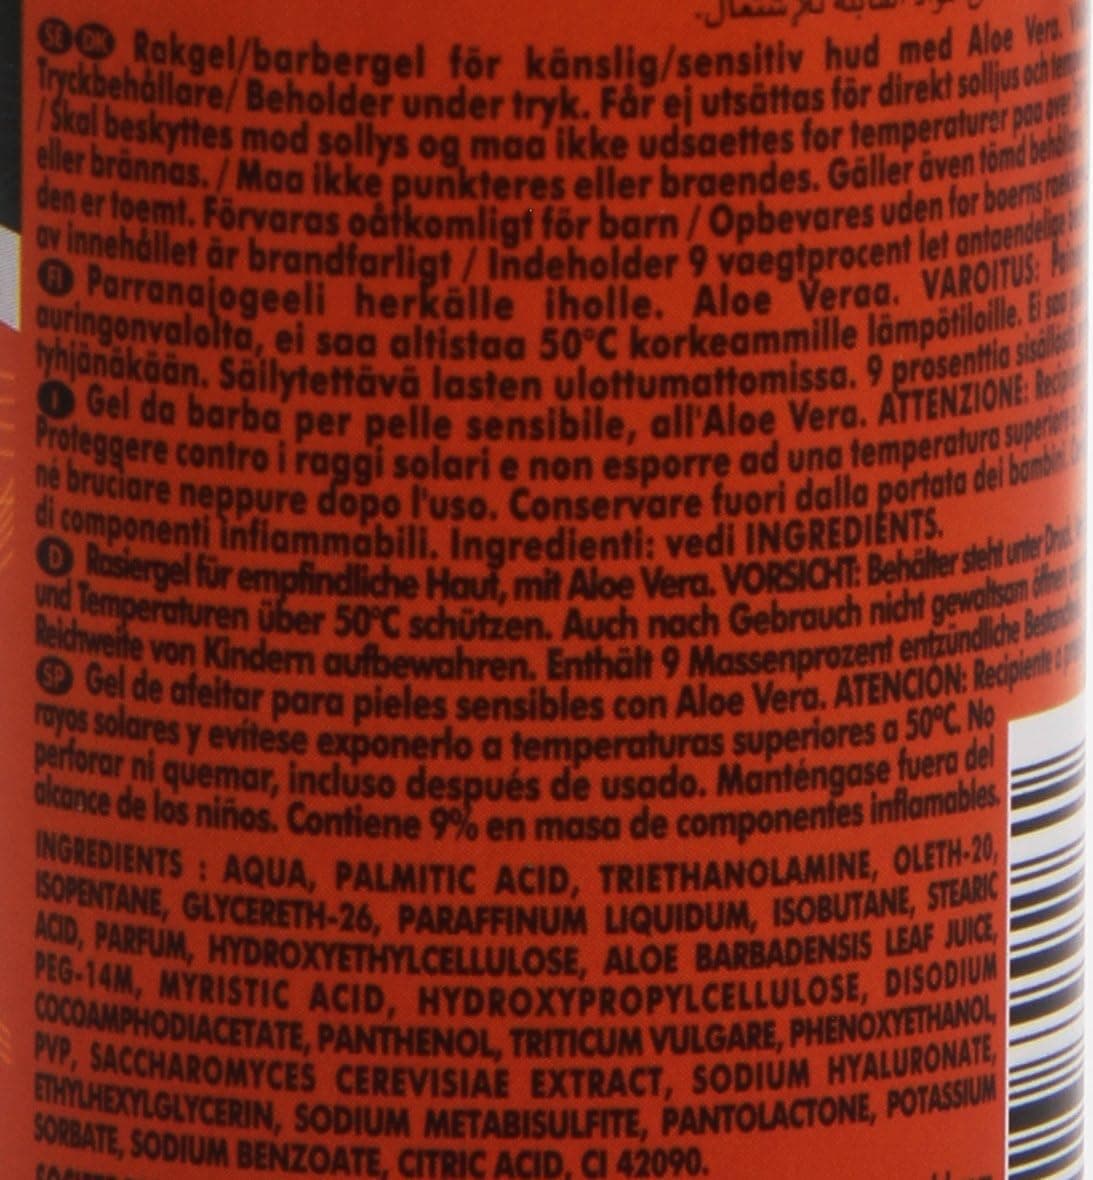 SE DK Rakgel/barbergel för känslig/sensitiv hud med Aloe Vera.
Tryckbehållare/ Beholder under tryk. Får ej utsättas för direkt solljus och
/Skal beskyttes mod sollys og maa ikke udsaettes for temperaturer paa over
eller brännas. / Maa ikke punkteres eller braendes. Gäller även tömd
den er toemt. Förvaras oåtkomligt för barn / Opbevares uden for boerns
av innehållet är brandfarligt / Indeholder 9 vaegtprocent let antaendelige
FI Parranajogeeli herkälle iholle. Aloe Veraa. VAROITUS:
auringonvalolta, ei saa altistaa 50°C korkeammille lämpötiloille. Ei saa
tyhjänäkään. Säilytettävä lasten ulottumattomissa. 9 prosenttia
I Gel da barba per pelle sensibile, all'Aloe Vera. ATTENZIONE:
Proteggere contro i raggi solari e non esporre ad una temperatura
né bruciare neppure dopo l'uso. Conservare fuori dalla portata dei bambini
di componenti infiammabili. Ingredienti: vedi INGREDIENTS.
D Rasiergel für empfindliche Haut, mit Aloe Vera. VORSICHT: Behälter steht unter
und Temperaturen über 50°C schützen. Auch nach Gebrauch nicht gewaltsam öffnen
Reichweite von Kindern aufbewahren. Enthält 9 Massenprozent entzündliche
SP Gel de afeitar para pieles sensibles con Aloe Vera. ATENCION: Recipiente a
rayos solares y evítese exponerlo a temperaturas superiores a 50°C. No
perforar ni quemar, incluso después de usado. Manténgase fuera del
alcance de los niños. Contiene 9% en masa de componentes inflamables.
INGREDIENTS : AQUA, PALMITIC ACID, TRIETHANOLAMINE, OLETH-20,
ISOPENTANE, GLYCERETH-26, PARAFFINUM LIQUIDUM, ISOBUTANE, STEARIC
ACID, PARFUM, HYDROXYETHYLCELLULOSE, ALOE BARBADENSIS LEAF JUICE,
PEG-14M, MYRISTIC ACID, HYDROXYPROPYLCELLULOSE, DISODIUM
COCOAMPHODIACETATE, PANTHENOL, TRITICUM VULGARE, PHENOXYETHANOL,
PVP, SACCHAROMYCES CEREVISIAE EXTRACT, SODIUM HYALURONATE,
ETHYLHEXYLGLYCERIN, SODIUM METABISULFITE, PANTOLACTONE, POTASSIUM
SORBATE, SODIUM BENZOATE, CITRIC ACID, CI 42090.